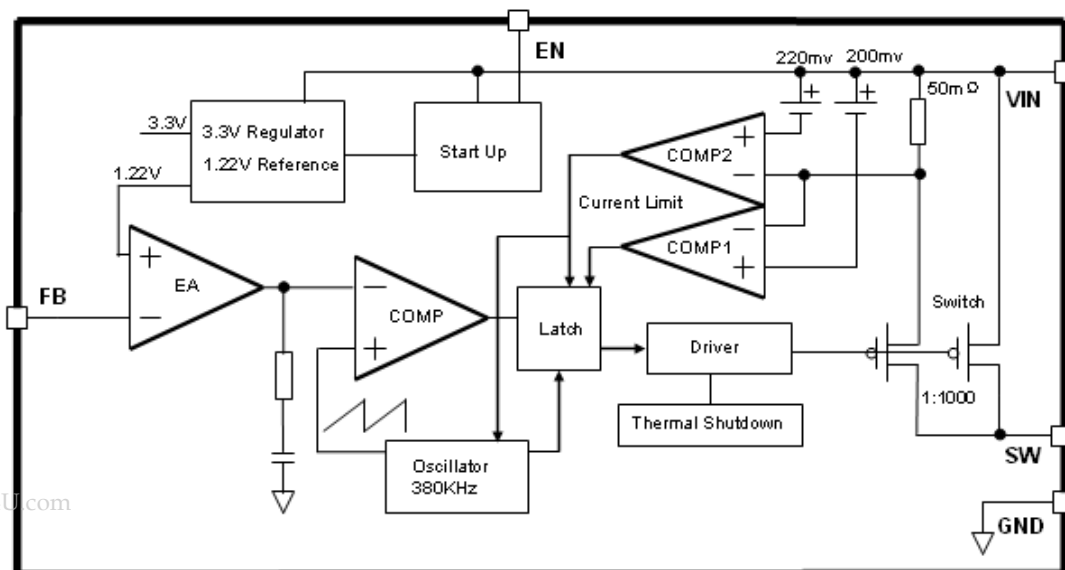 EN
220mv 200mv
50mΩ
VIN
3.3V
3.3V Regulator
1.22V Reference
Start Up
COMP2
1.22V
Current Limit
COMP1
EA
FB
COMP
Latch
Switch
Driver
1:1000
Thermal Shutdown
Oscillator
380KHz
SW
U.com
GND
+
−
+
−
−
+
+
−
−
+
+
+